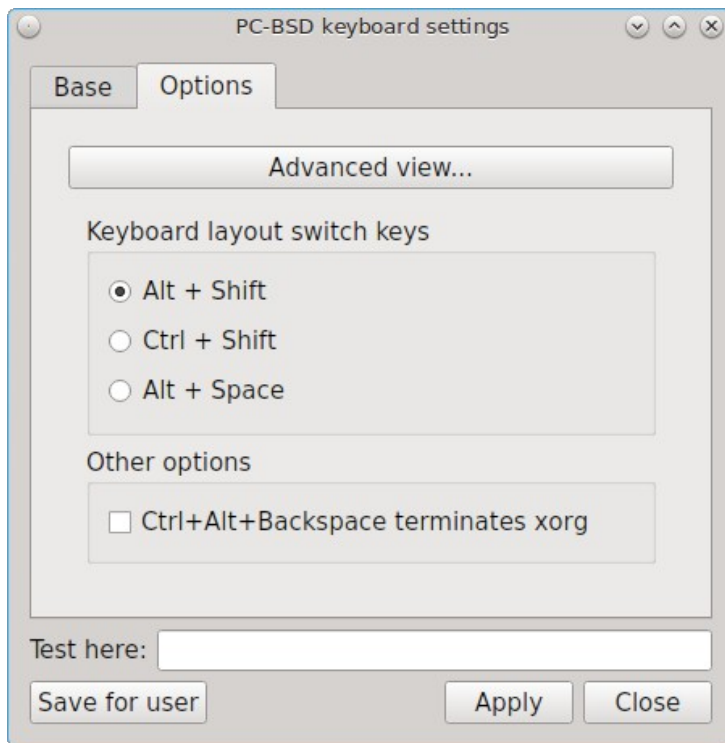 PC-BSD keyboard settings
Base Options
Advanced view...
Keyboard layout switch keys
Alt + Shift
Ctrl + Shift
Alt + Space
Other options
Ctrl+Alt+Backspace terminates xorg
Test here:
Save for user Apply Close